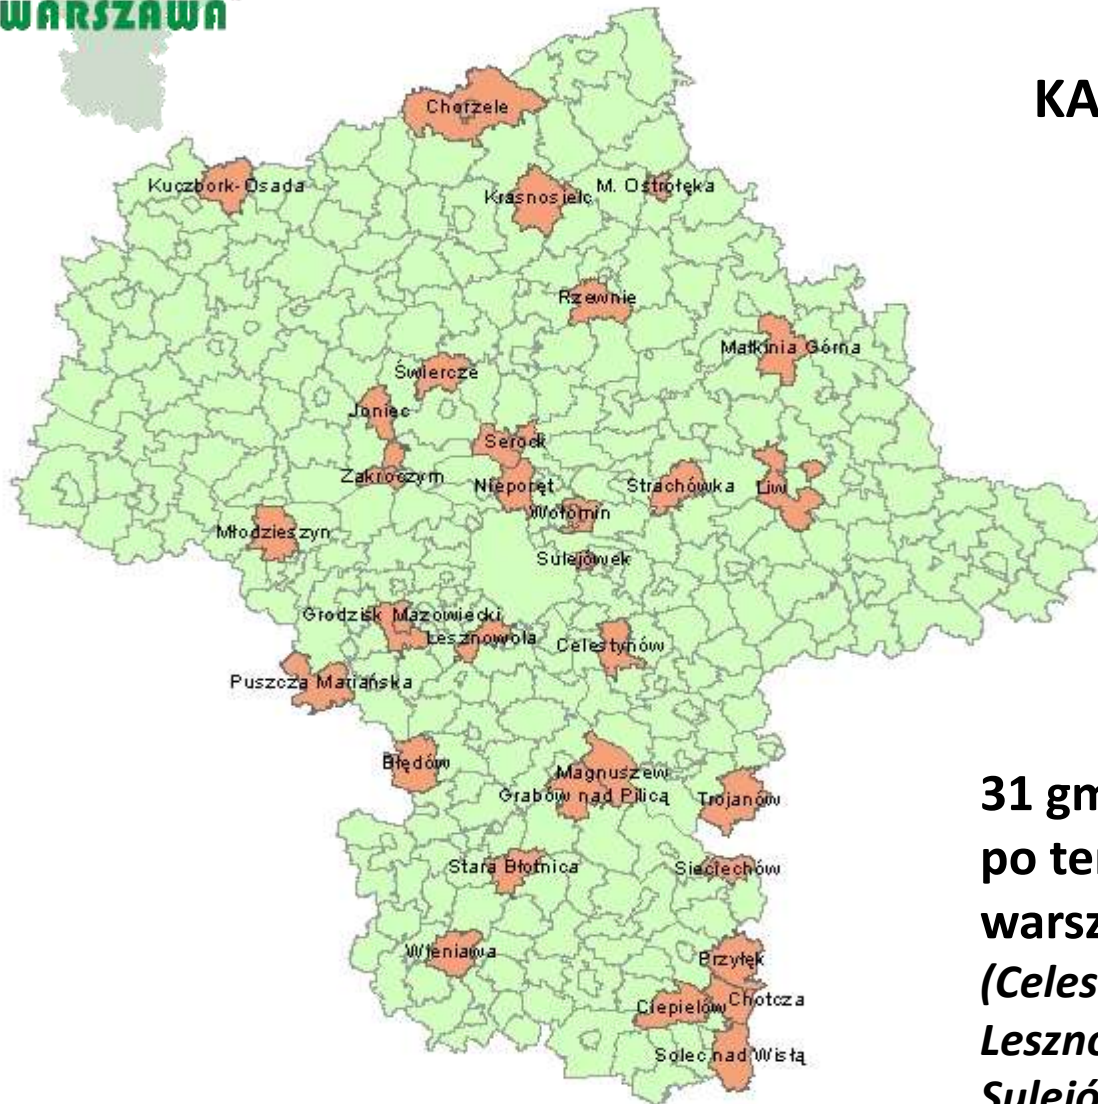 WARSZAWA
KA
Chorzele
Kuczbork-Osada
M. Ostrołęka
Krasnosielc
Rzewnie
Małkinia Górna
Świercze
Joniec
Serock
Zakroczym
Nieporęt
Strachówka
Liw
Wołomin
Młodzieszyn
Sulejówek
Grodzisk Mazowiecki
Lesznowola
Celestynów
Puszcza Mariańska
Błędów
Magnuszew
Grabów nad Pilicą
Trojanów
Stara Błotnica
Sieciechów
Wieniawa
Przyłęk
Chotcza
Ciepielów
Solec nad Wisłą
31 gm
po ter
warsz
(Celes
Leszno
Sulejó